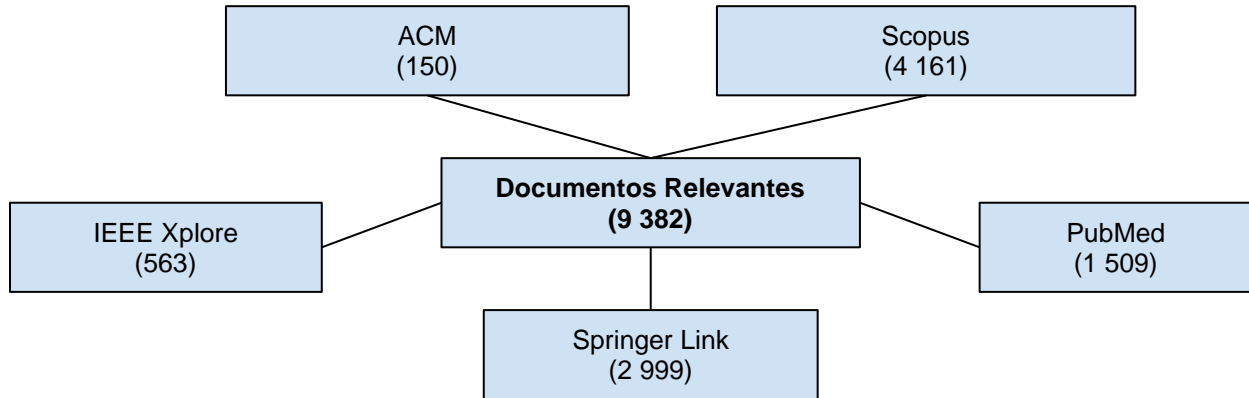 ACM
(150)
Scopus
(4 161)
Documentos Relevantes
(9 382)
IEEE Xplore
(563)
PubMed
(1 509)
Springer Link
(2 999)